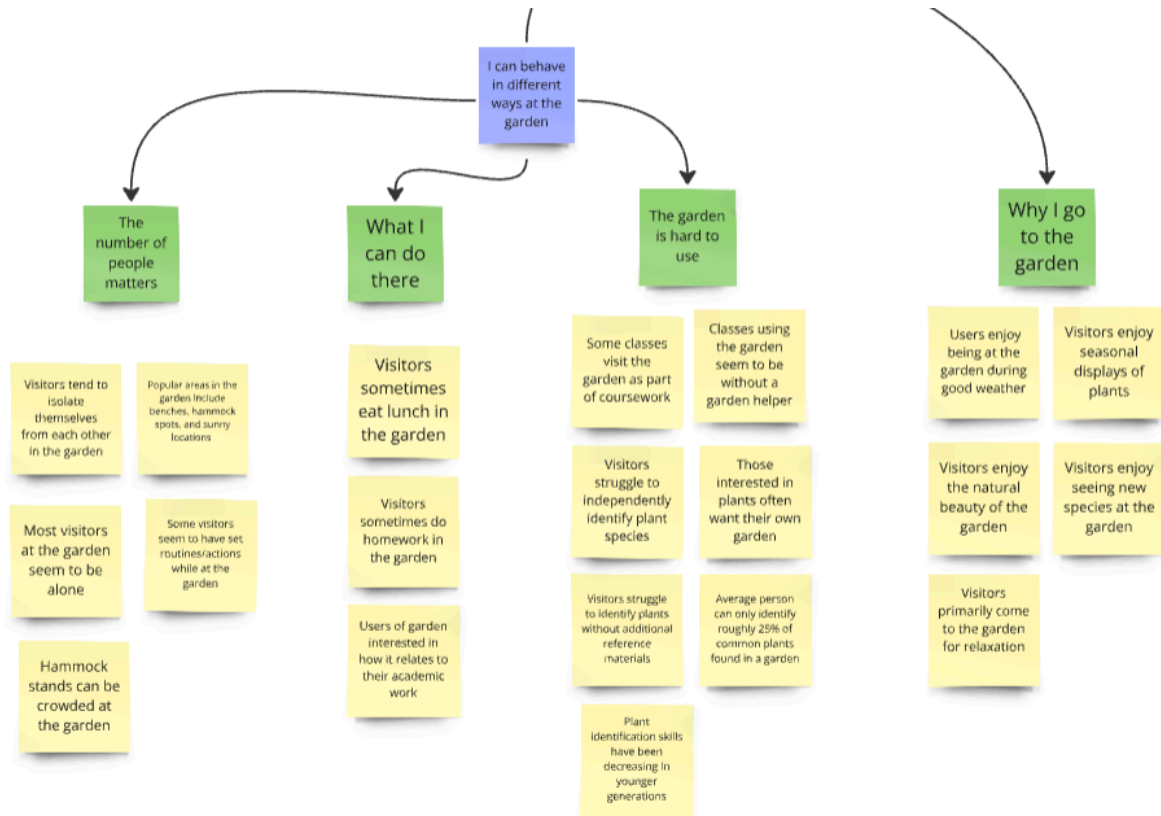 I can behave
in different
ways at the
garden
The
number of
people
matters
What I
can do
there
The garden
is hard to
use
Why I go
to the
garden
Visitors tend to
isolate
themselves
from each other
in the garden
Popular areas in the
garden include
benches, hammock
spots, and sunny
locations
Most visitors
at the garden
seem to be
alone
Some visitors
seem to have set
routines/actions
while at the
garden
Hammock
stands can be
crowded at
the garden
Visitors
sometimes
eat lunch in
the garden
Visitors
sometimes do
homework in
the garden
Users of garden
interested in
how it relates to
their academic
work
Some classes
visit the
garden as part
of coursework
Classes using
the garden
seem to be
without a
garden helper
Visitors
struggle to
independently
identify plant
species
Those
interested in
plants often
want their own
garden
Visitors struggle
to identify plants
without additional
reference
materials
Average person
can only identify
roughly 25% of
common plants
found in a garden
Plant
identification skills
have been
decreasing in
younger
generations
Users enjoy
being at the
garden during
good weather
Visitors enjoy
seasonal
displays of
plants
Visitors enjoy
the natural
beauty of the
garden
Visitors enjoy
seeing new
species at the
garden
Visitors
primarily come
to the garden
for relaxation